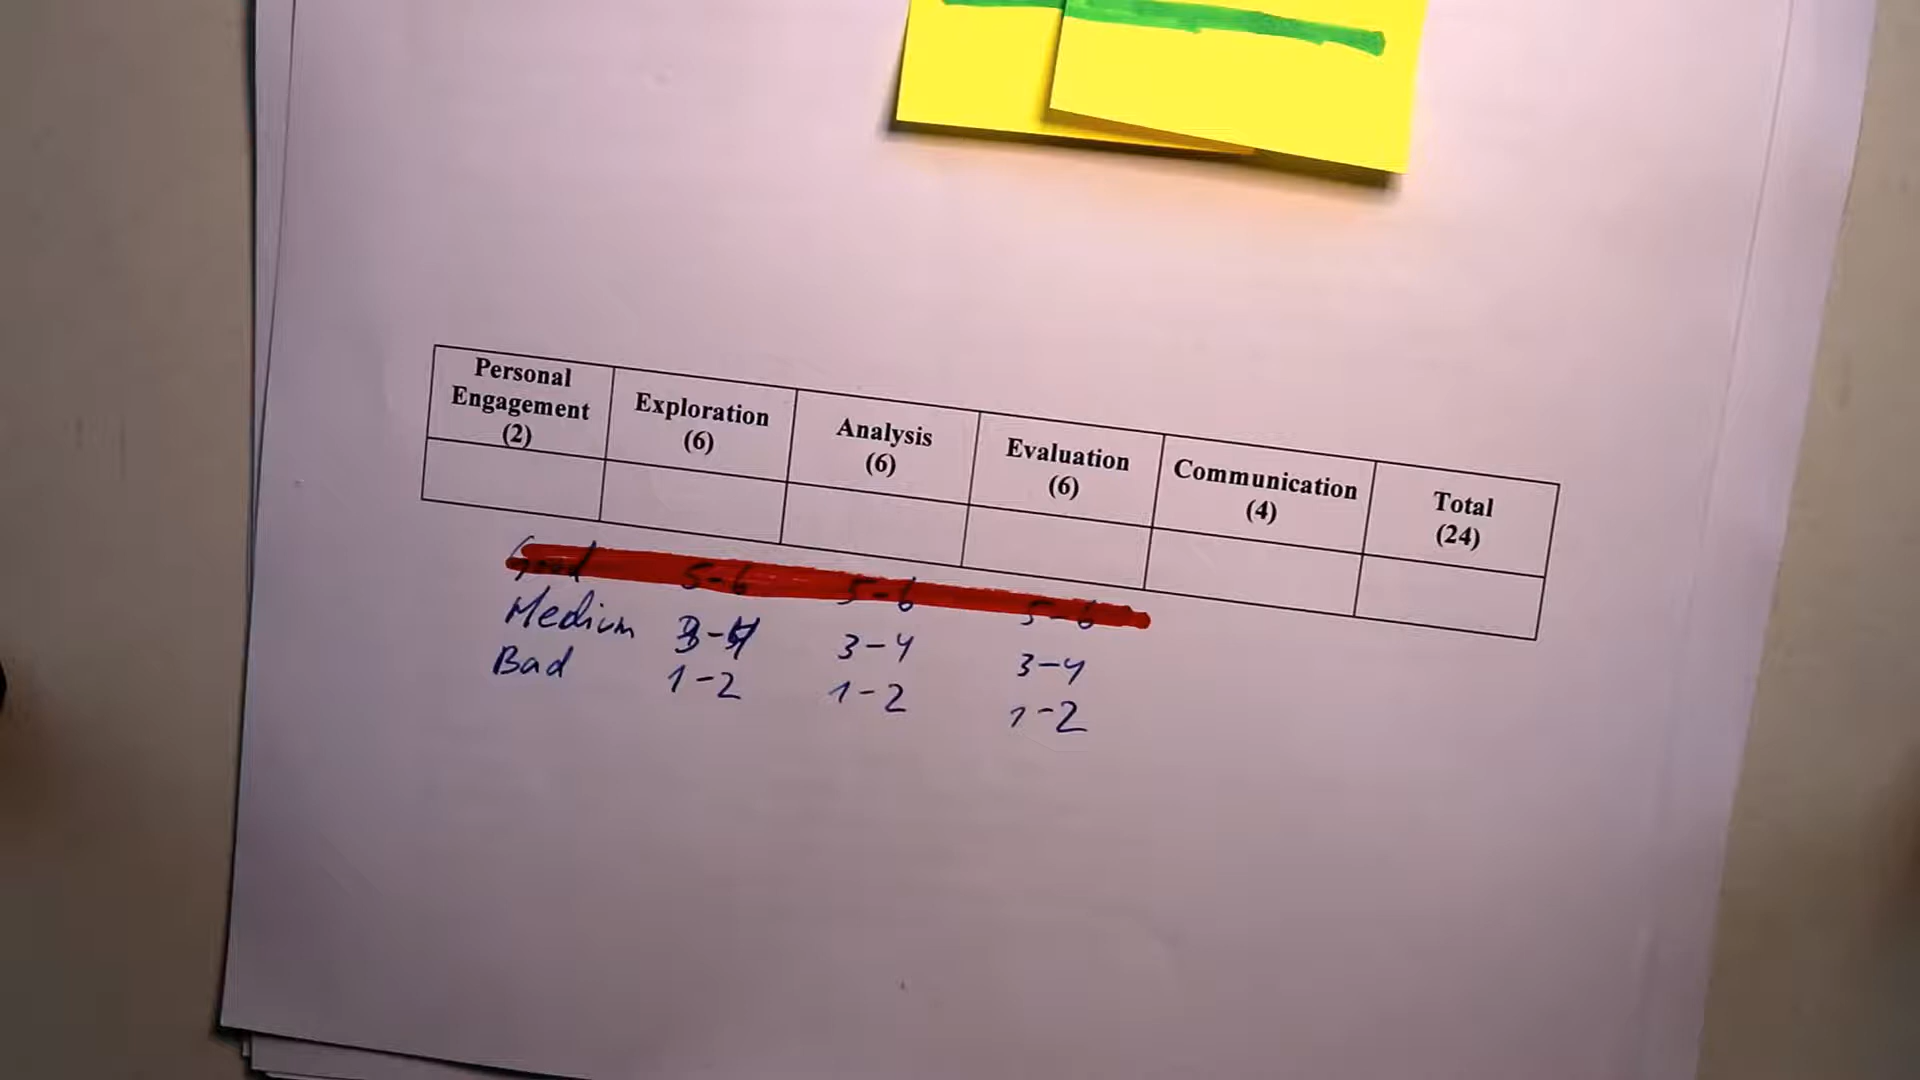 Personal Engagement (2) Exploration (6) Analysis (6) Evaluation (6) Communication (4) Total (24)
Good 5-6 5-6 5-6
Medium 3-4 3-4 3-4
Bad 1-2 1-2 1-2